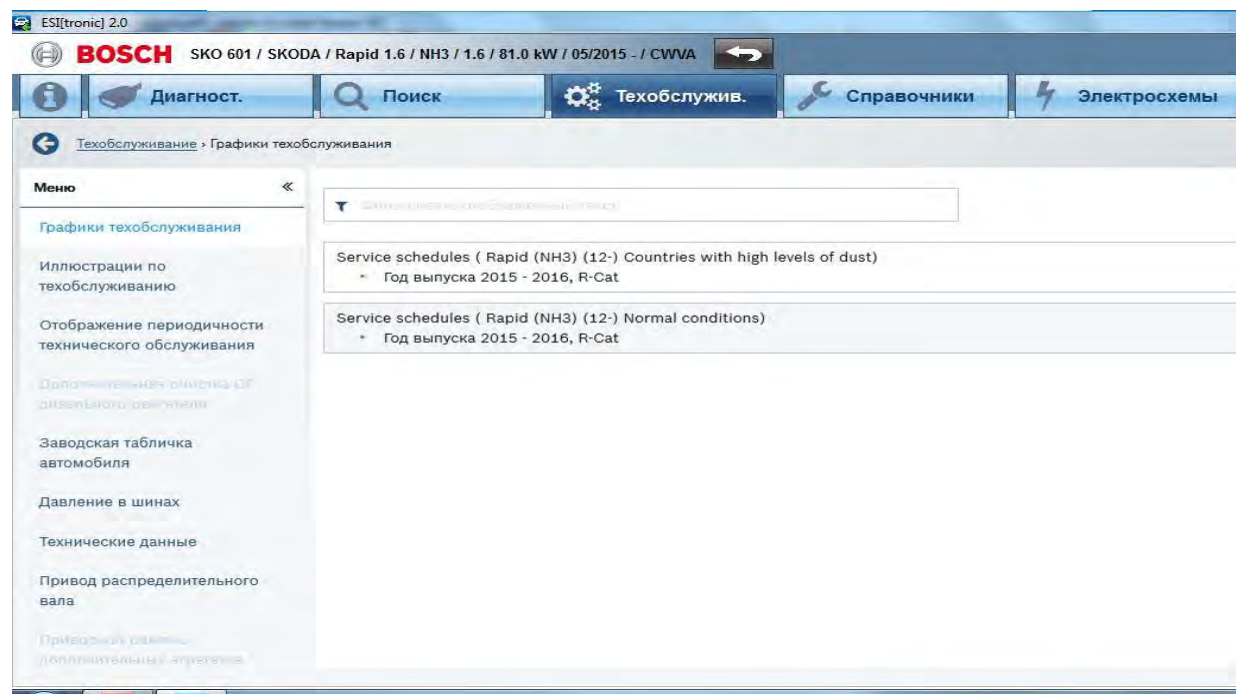 ESI[tronic] 2.0
BOSCH SKO 601 / SKODA / Rapid 1.6 / NH3 / 1.6 / 81.0 kW / 05/2015 - / CWVA
Диагност. Поиск Техобслужив. Справочники Электросхемы
Техобслуживание › Графики техобслуживания
Меню «
Графики техобслуживания
Иллюстрации по
техобслуживанию
Отображение периодичности
технического обслуживания
Заводская табличка
автомобиля
Давление в шинах
Технические данные
Привод распределительного
вала
Service schedules ( Rapid (NH3) (12-) Countries with high levels of dust)
• Год выпуска 2015 - 2016, R-Cat
Service schedules ( Rapid (NH3) (12-) Normal conditions)
• Год выпуска 2015 - 2016, R-Cat